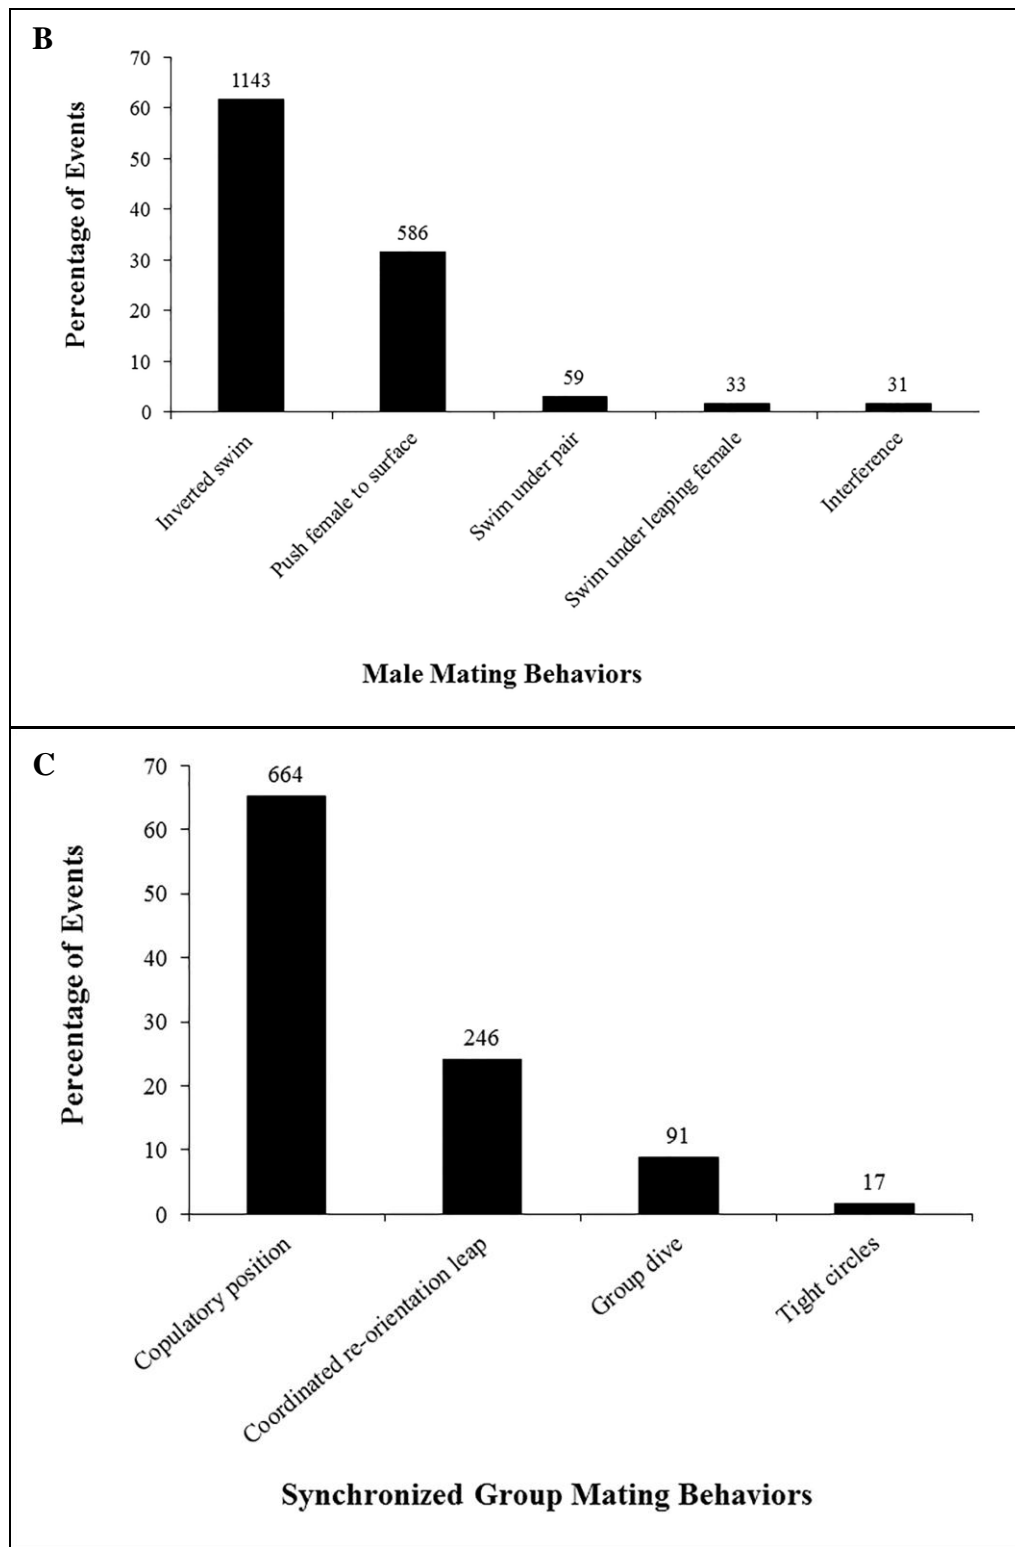 B
Percentage of Events
70
60
50
40
30
20
10
0
1143
586
59
33
31
Inverted swim
Push female to surface
Swim under pair
Swim under leaping female
Interference
Male Mating Behaviors
C
Percentage of Events
70
60
50
40
30
20
10
0
664
246
91
17
Copulatory position
Coordinated re-orientation leap
Group dive
Tight circles
Synchronized Group Mating Behaviors